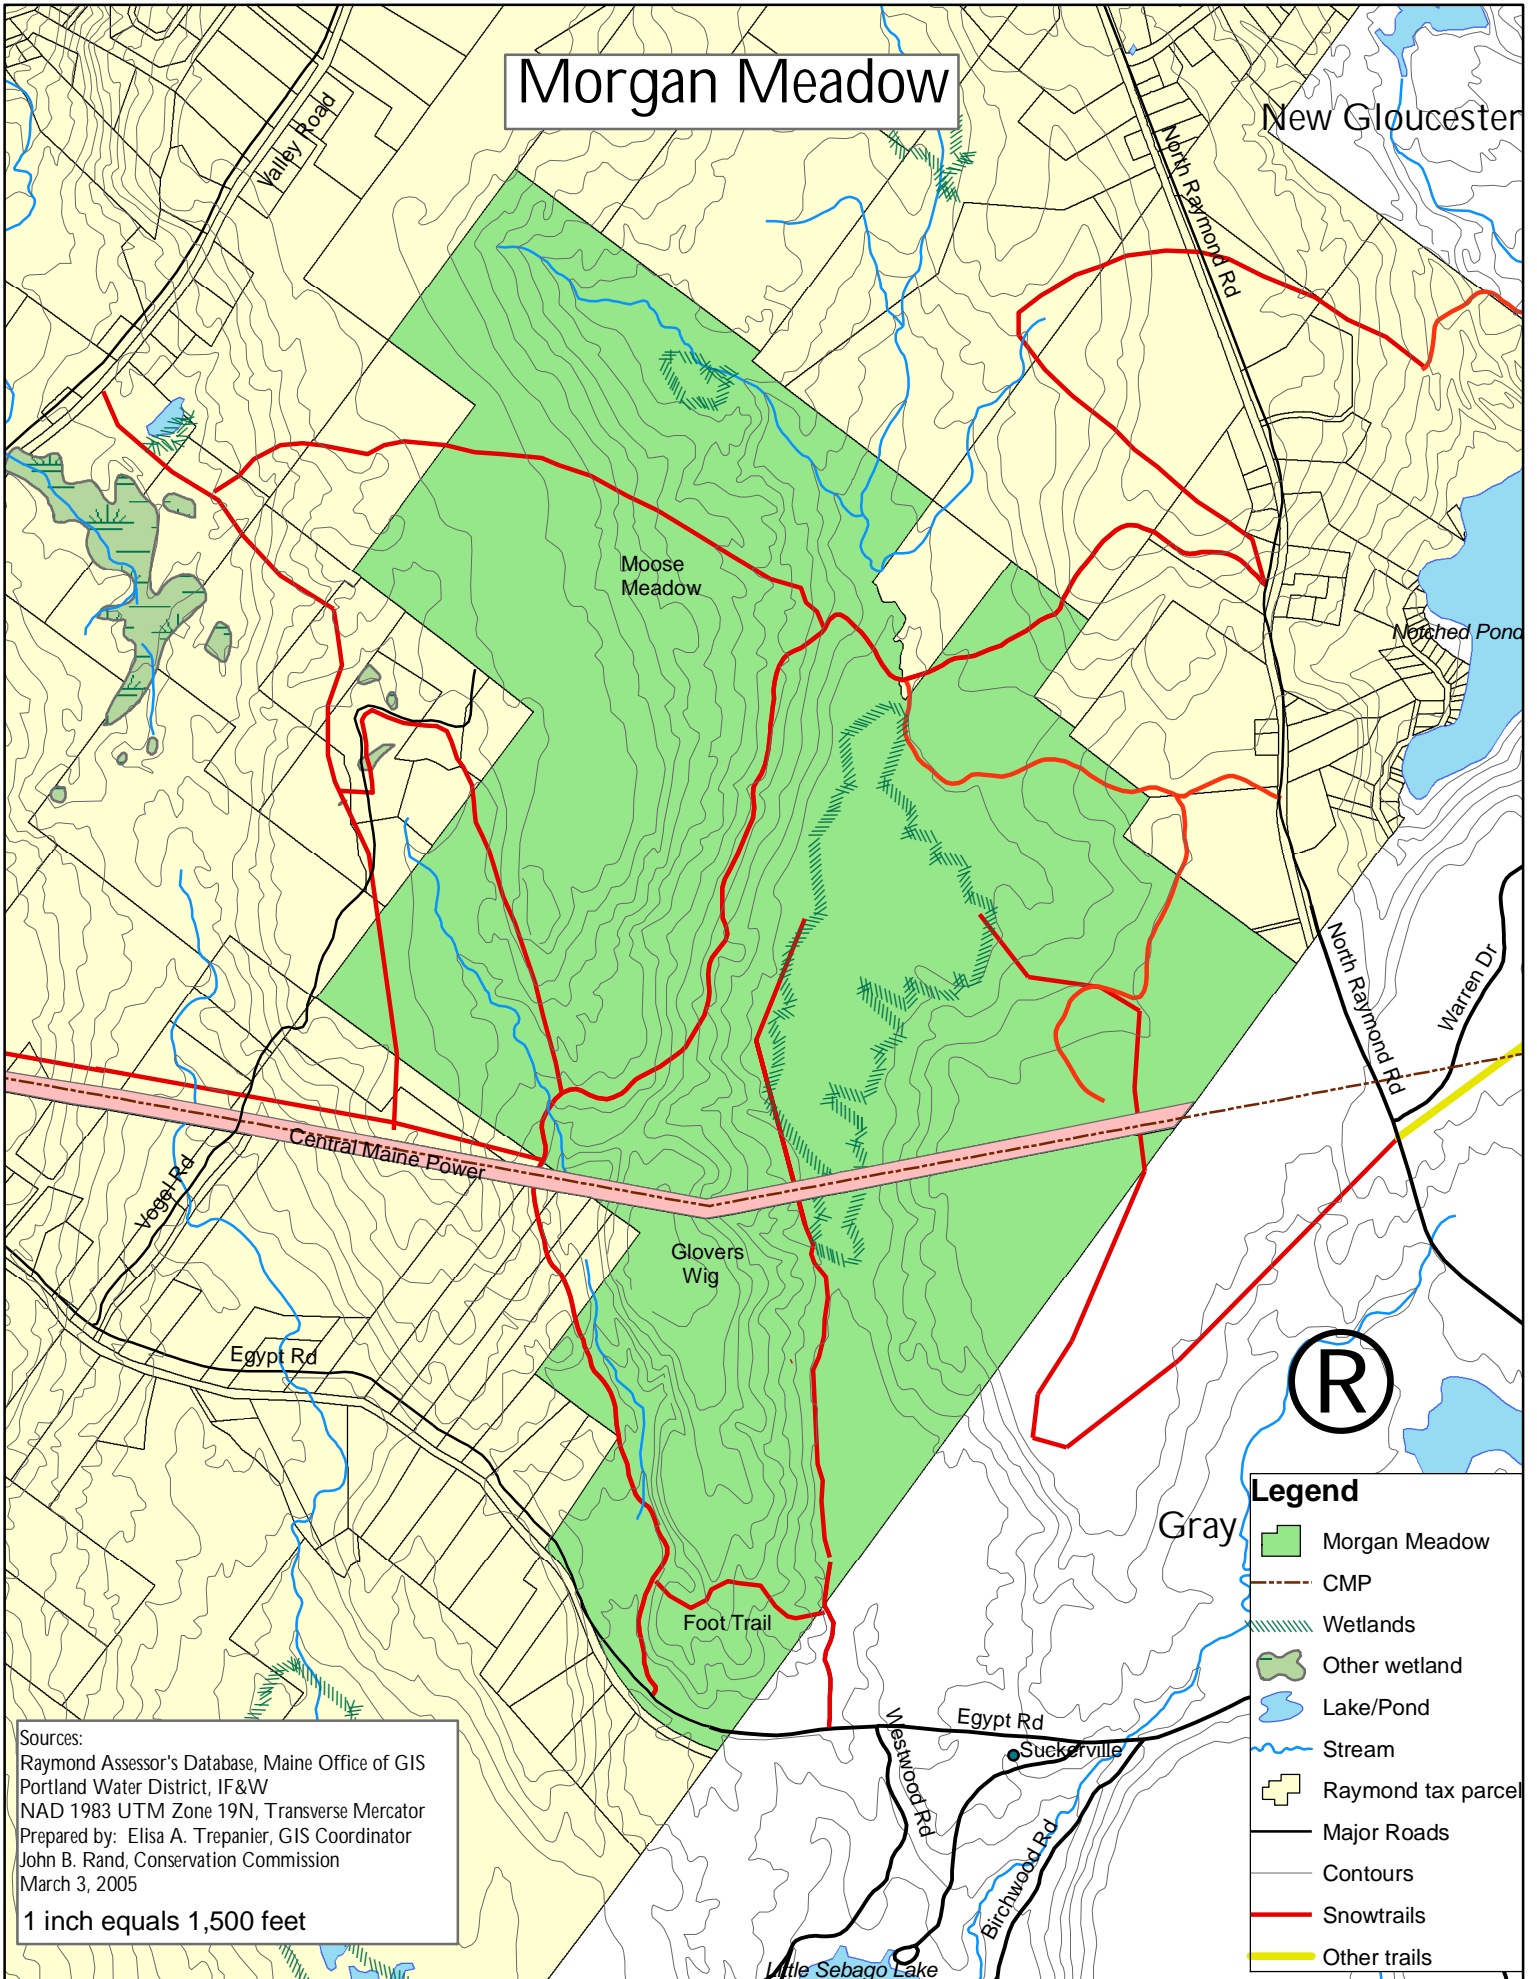 Morgan Meadow
New Gloucester
Valley Road
North Raymond Rd
Moose
Meadow
Notched Pond
North Raymond Rd
Warren Dr
Central Maine Power
Vogel Rd
Glovers
Wig
Egypt Rd
R
Gray
Foot Trail
Egypt Rd
Westwood Rd
Suckerville
Birchwood Rd
Little Sebago Lake
Legend
Morgan Meadow
CMP
Wetlands
Other wetland
Lake/Pond
Stream
Raymond tax parcel
Major Roads
Contours
Snowtrails
Other trails
Sources:
Raymond Assessor's Database, Maine Office of GIS
Portland Water District, IF&W
NAD 1983 UTM Zone 19N, Transverse Mercator
Prepared by: Elisa A. Trepanier, GIS Coordinator
John B. Rand, Conservation Commission
March 3, 2005
1 inch equals 1,500 feet